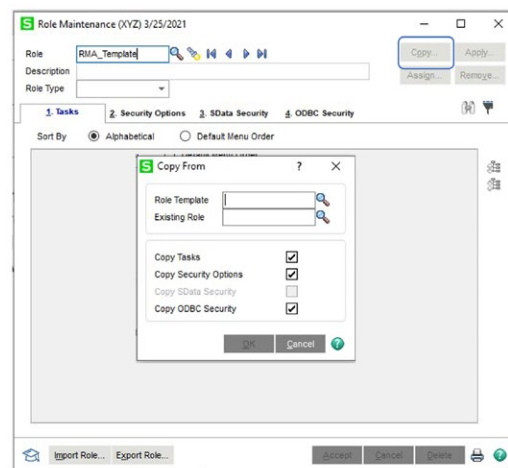 S Role Maintenance (XYZ) 3/25/2021
Role RMA_Template Copy... Apply...
Description Assign... Remove...
Role Type
1. Tasks 2. Security Options 3. SData Security 4. ODBC Security
Sort By Alphabetical Default Menu Order
S Copy From ?
Role Template
Existing Role
Copy Tasks
Copy Security Options
Copy SData Security
Copy ODBC Security
OK Cancel ?
Import Role... Export Role... Accept Cancel Delete ?